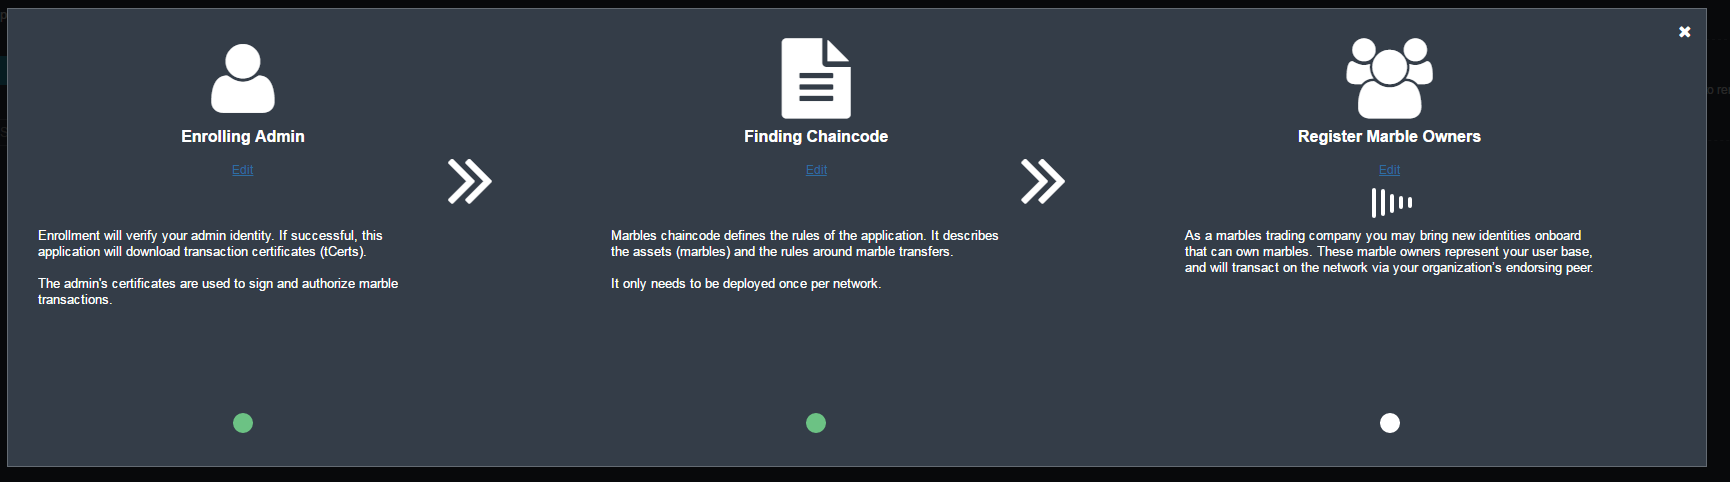 Enrolling Admin
Edit
Enrollment will verify your admin identity. If successful, this
application will download transaction certificates (tCerts).
The admin's certificates are used to sign and authorize marble
transactions.
Finding Chaincode
Edit
Marbles chaincode defines the rules of the application. It describes
the assets (marbles) and the rules around marble transfers.
It only needs to be deployed once per network.
Register Marble Owners
Edit
As a marbles trading company you may bring new identities onboard
that can own marbles. These marble owners represent your user base,
and will transact on the network via your organization's endorsing peer.